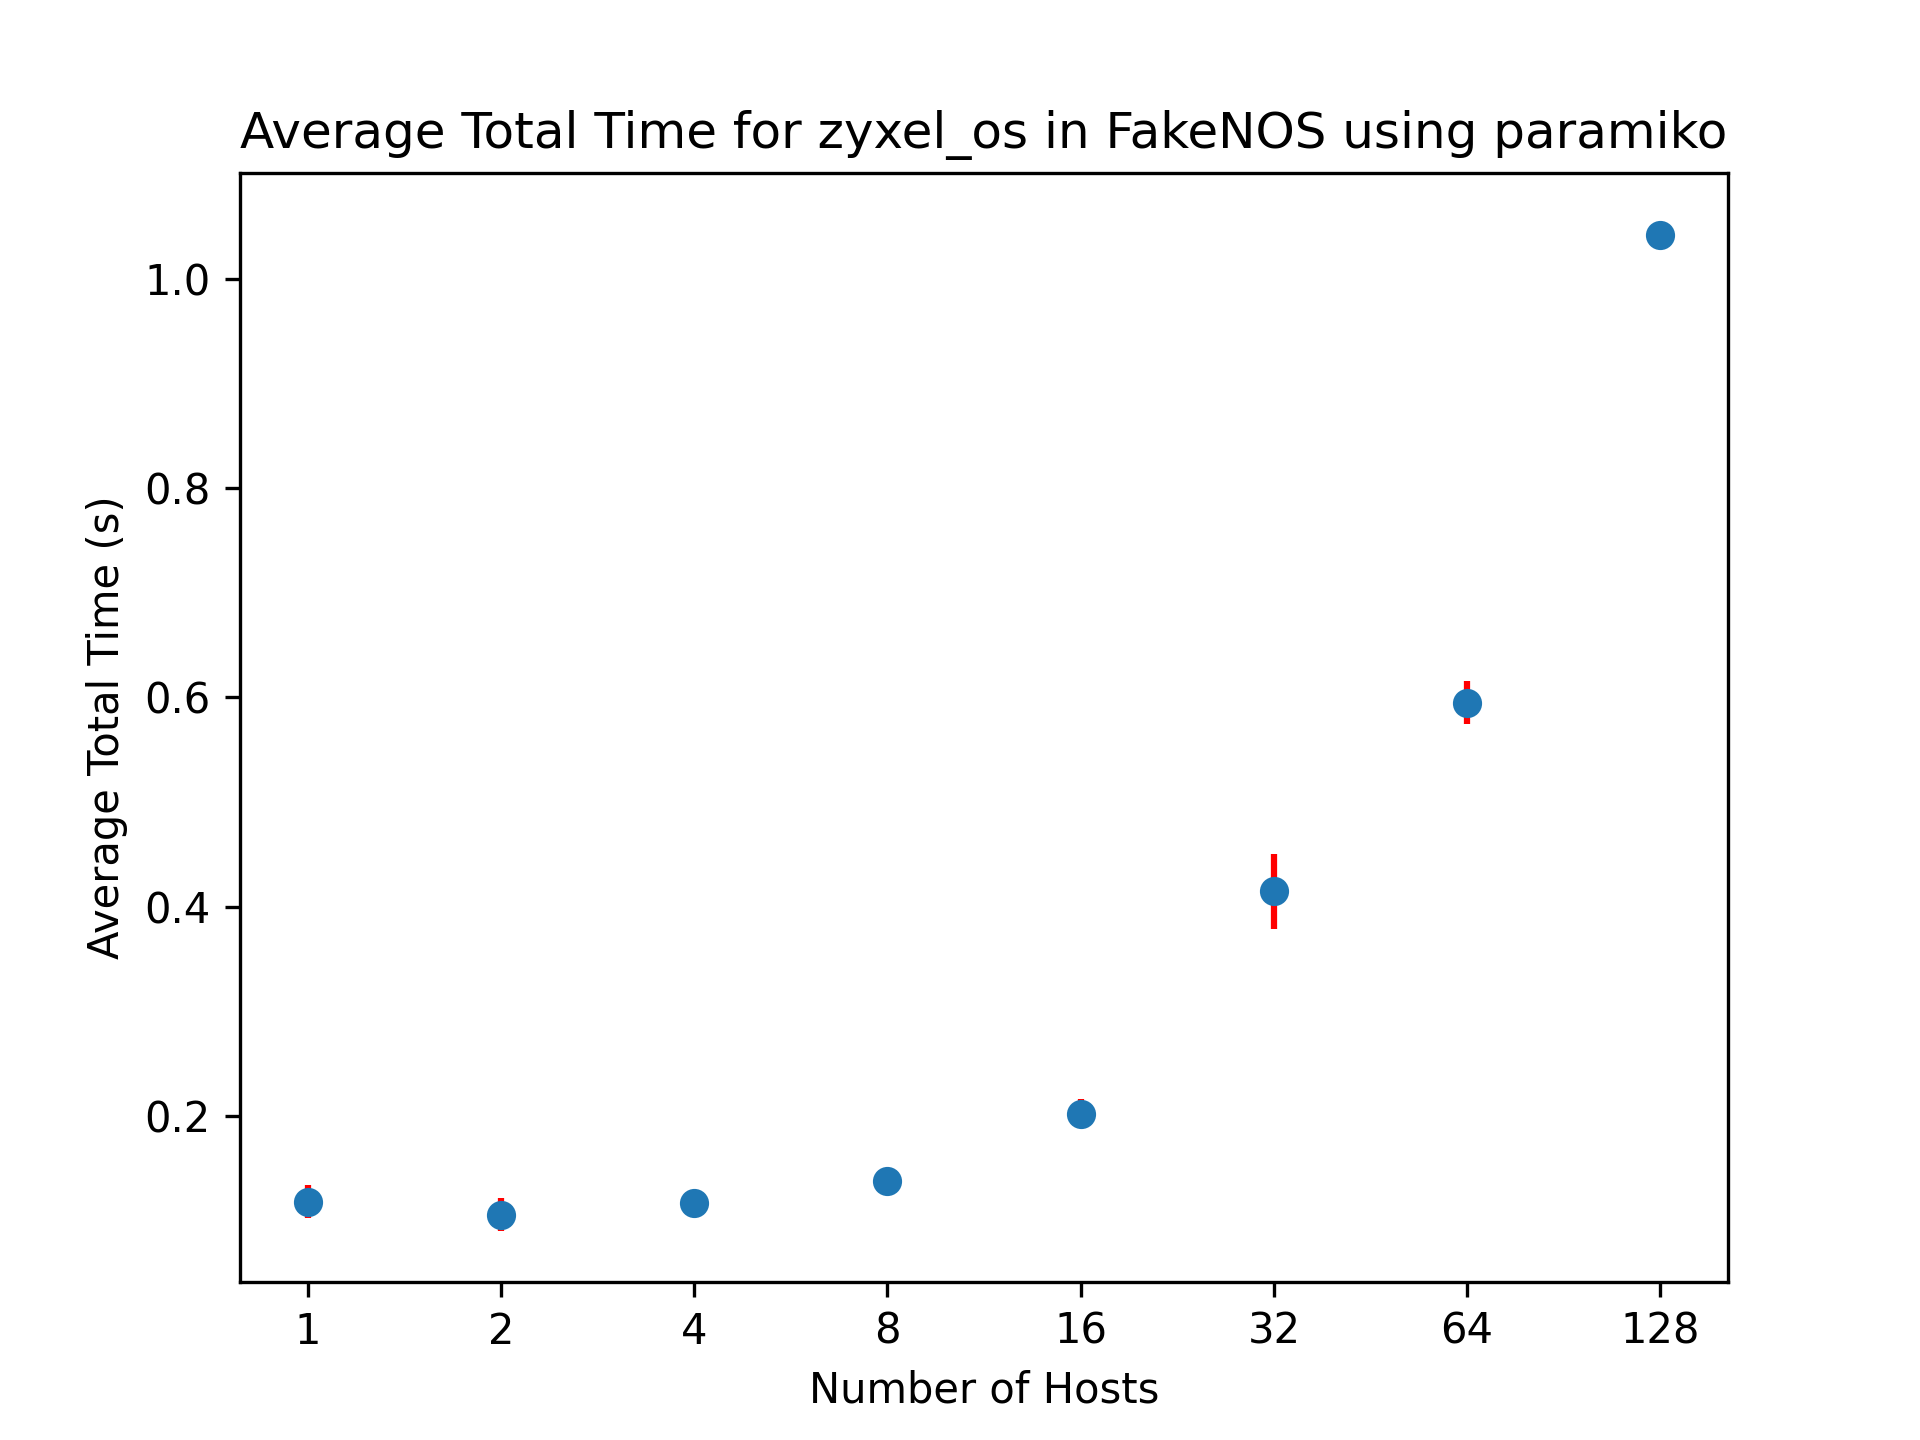 Average Total Time for zyxel_os in FakeNOS using paramiko
Average Total Time (s)
1.0
0.8
0.6
0.4
0.2
1 2 4 8 16 32 64 128
Number of Hosts